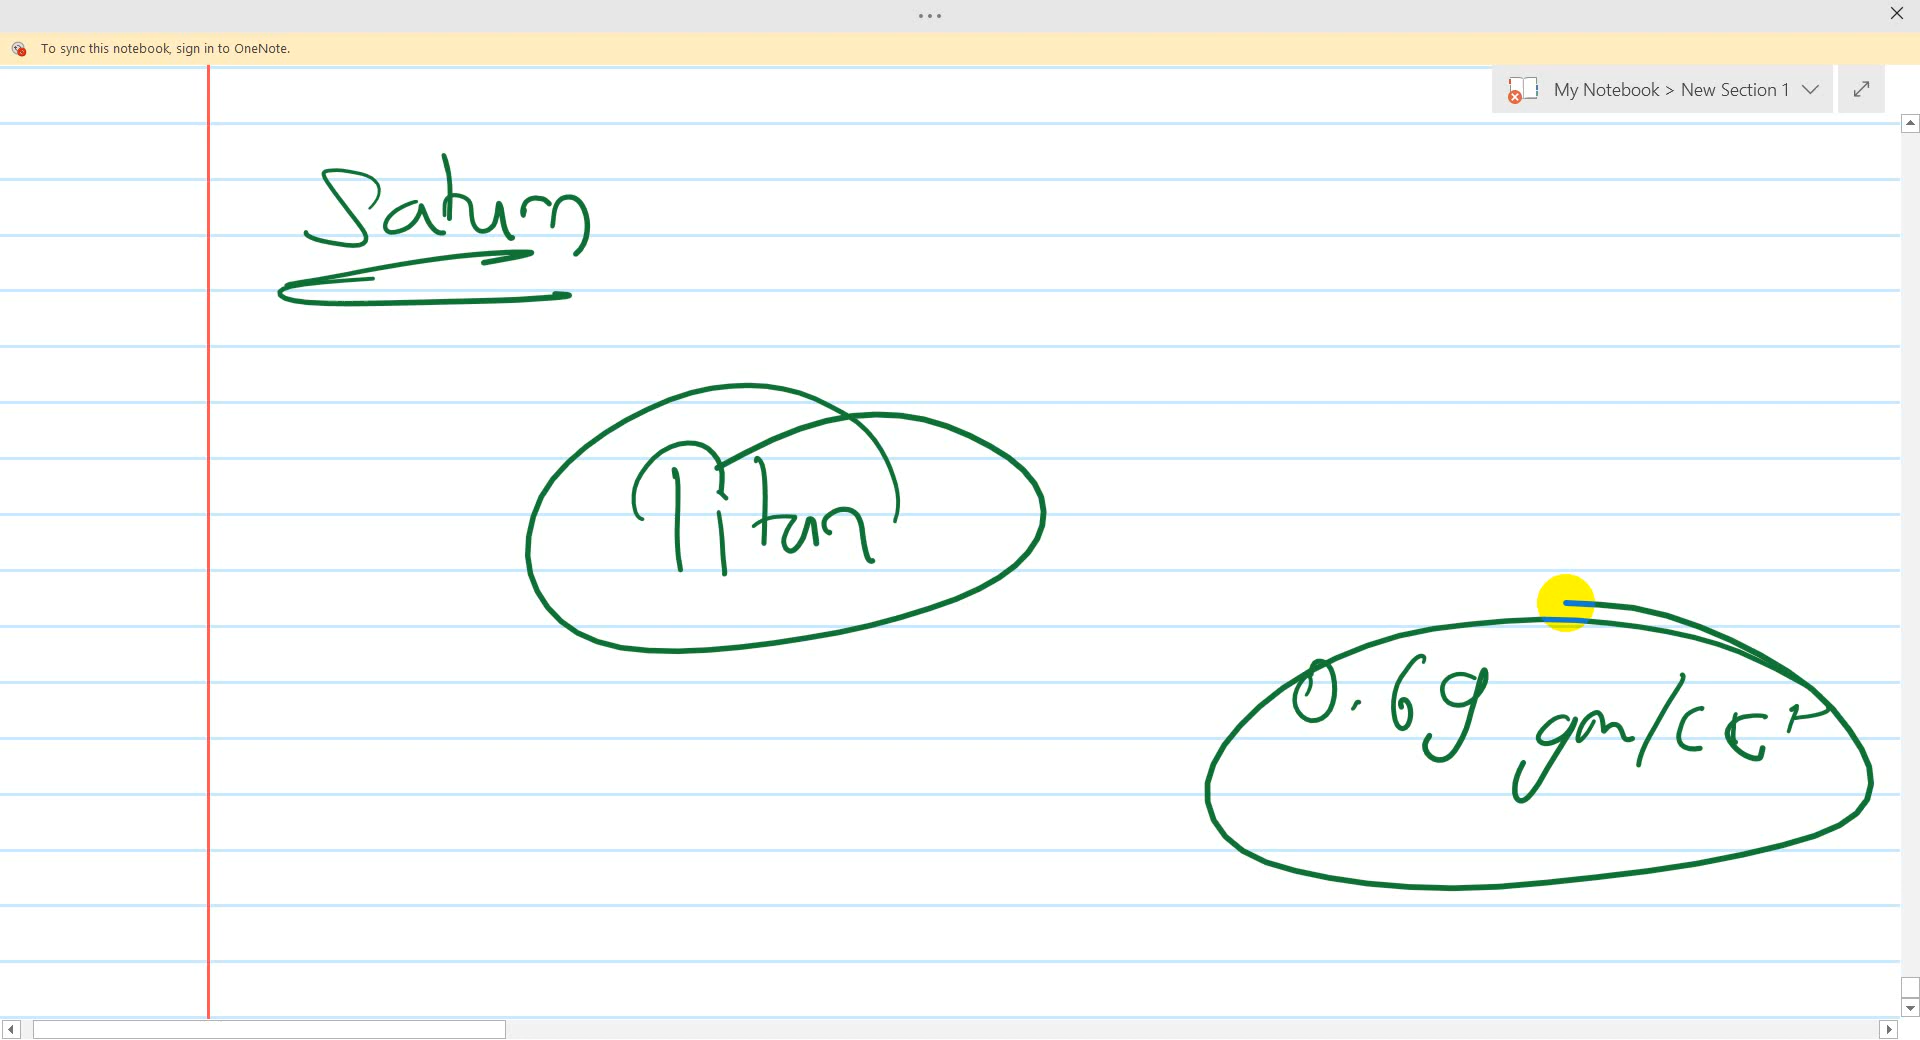 To sync this notebook, sign in to OneNote.
My Notebook > New Section 1
Saturn
Titan
0.69 gm/cc